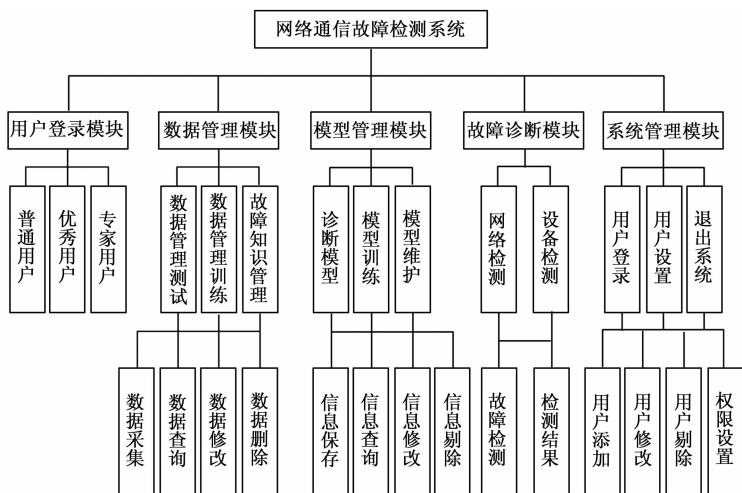 网络通信故障检测系统
用户登录模块
数据管理模块
模型管理模块
故障诊断模块
系统管理模块
普通用户
优秀用户
专家用户
数据管理测试
数据管理训练
故障知识管理
诊断模型
模型训练
模型维护
网络检测
设备检测
用户登录
用户设置
退出系统
数据采集
数据查询
数据修改
数据删除
信息保存
信息查询
信息修改
信息剔除
故障检测
检测结果
用户添加
用户修改
用户剔除
权限设置